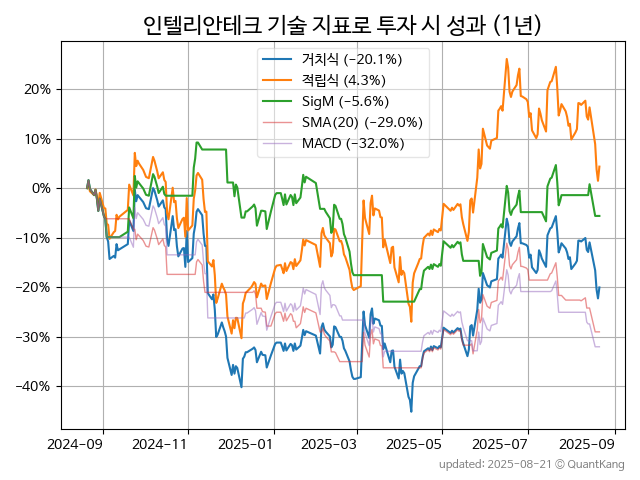 인텔리안테크 기술 지표로 투자 시 성과 (1년)
거치식 (−20.1%)
적립식 (4.3%)
SigM (−5.6%)
SMA(20) (−29.0%)
MACD (−32.0%)
20%
10%
0%
−10%
−20%
−30%
−40%
2024-09 2024-11 2025-01 2025-03 2025-05 2025-07 2025-09
updated: 2025-08-21 © QuantKang